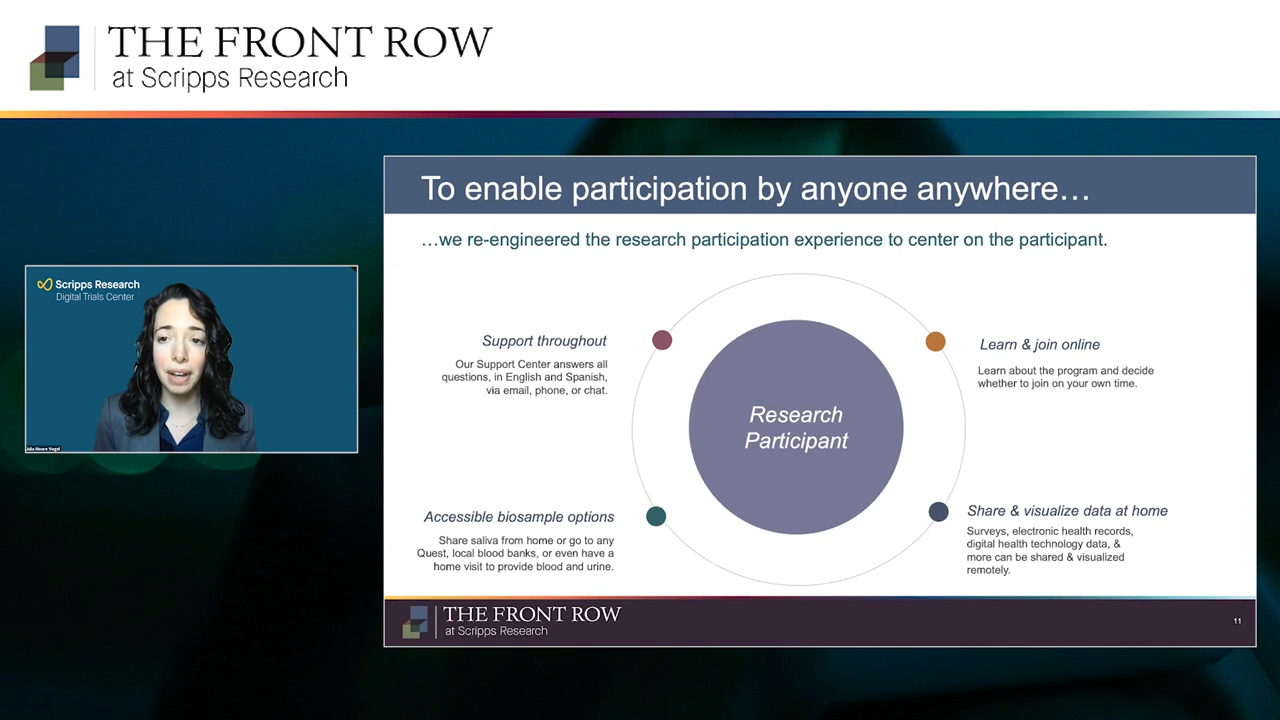 THE FRONT ROW
at Scripps Research
Scripps Research
Digital Trials Center
Julia Moore Vogel
To enable participation by anyone anywhere…
…we re-engineered the research participation experience to center on the participant.
Support throughout
Our Support Center answers all
questions, in English and Spanish,
via email, phone, or chat.
Learn & join online
Learn about the program and decide
whether to join on your own time.
Research
Participant
Accessible biosample options
Share saliva from home or go to any
Quest, local blood banks, or even have a
home visit to provide blood and urine.
Share & visualize data at home
Surveys, electronic health records,
digital health technology data, &
more can be shared & visualized
remotely.
THE FRONT ROW
at Scripps Research
11